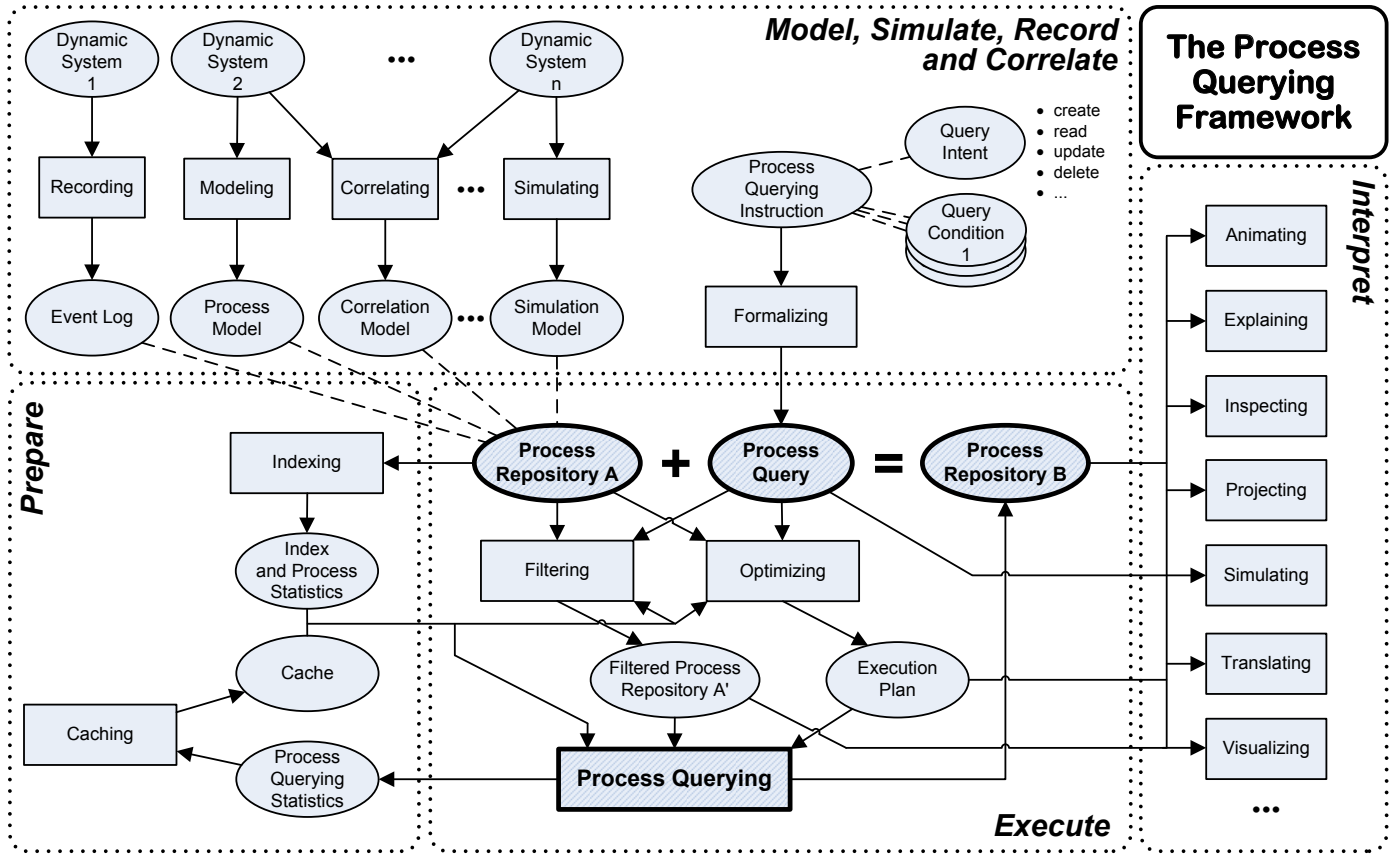 Model, Simulate, Record
and Correlate
The Process
Querying
Framework
Dynamic
System
1
Dynamic
System
2
...
Dynamic
System
n
Recording
Modeling
Correlating
...
Simulating
Event Log
Process
Model
Correlation
Model
...
Simulation
Model
Process
Querying
Instruction
Query
Intent
• create
• read
• update
• delete
• ...
Query
Condition
1
Formalizing
Prepare
Indexing
Index
and Process
Statistics
Cache
Caching
Process
Querying
Statistics
Process
Repository A
+
Process
Query
=
Process
Repository B
Filtering
Optimizing
Filtered Process
Repository A'
Execution
Plan
Process Querying
Execute
Interpret
Animating
Explaining
Inspecting
Projecting
Simulating
Translating
Visualizing
...